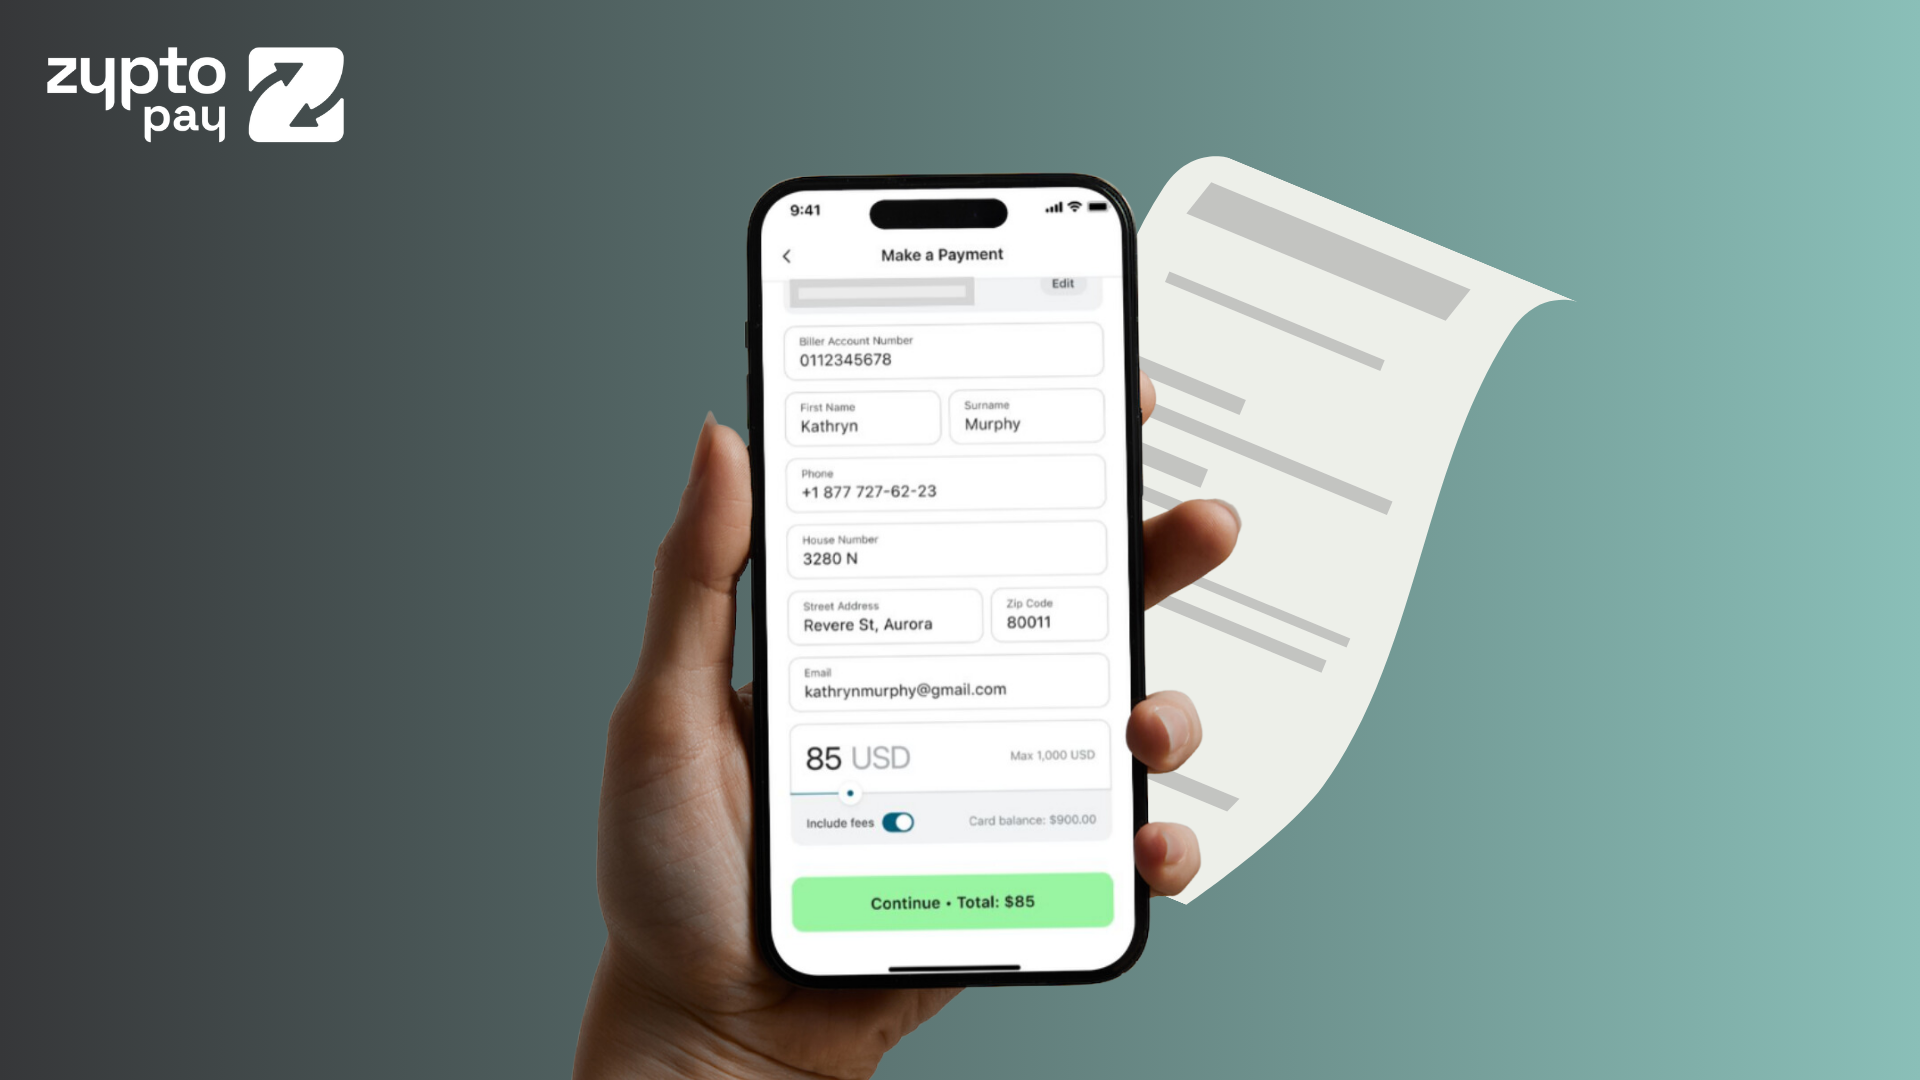 zypto
pay
9:41
Make a Payment
Edit
Biller Account Number
0112345678
First Name
Kathryn
Surname
Murphy
Phone
+1 877 727-62-23
House Number
3280 N
Street Address
Revere St, Aurora
Zip Code
80011
Email
kathrynmurphy@gmail.com
85 USD
Max 1,000 USD
Include fees
Card balance: $900.00
Continue • Total: $85